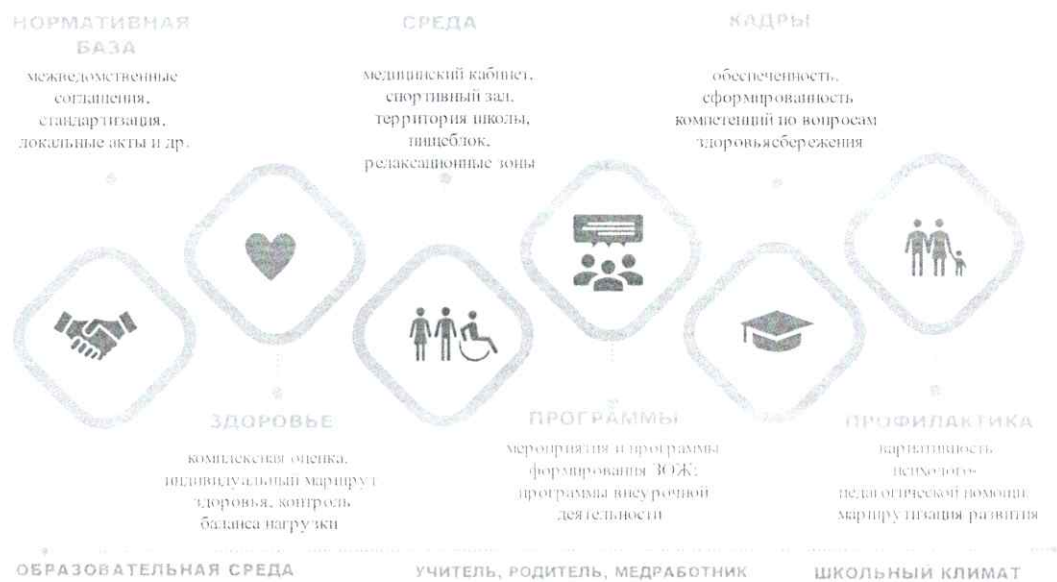 НОРМАТИВНАЯ
БАЗА
межведомственные
соглашения,
стандартизация,
локальные акты и др.
СРЕДА
медицинский кабинет,
спортивный зал,
территория школы,
пищеблок,
релаксационные зоны
КАДРЫ
обеспеченность,
сформированность
компетенций по вопросам
здоровьясбережения
ЗДОРОВЬЕ
комплексная оценка,
индивидуальный маршрут
здоровья, контроль
баланса нагрузки
ПРОГРАММЫ
мероприятия и программы
формирования ЗОЖ;
программы внеурочной
деятельности
ПРОФИЛАКТИКА
вариативность
психолого-
педагогической помощи;
маршрутизация развития
ОБРАЗОВАТЕЛЬНАЯ СРЕДА
УЧИТЕЛЬ, РОДИТЕЛЬ, МЕДРАБОТНИК
ШКОЛЬНЫЙ КЛИМАТ